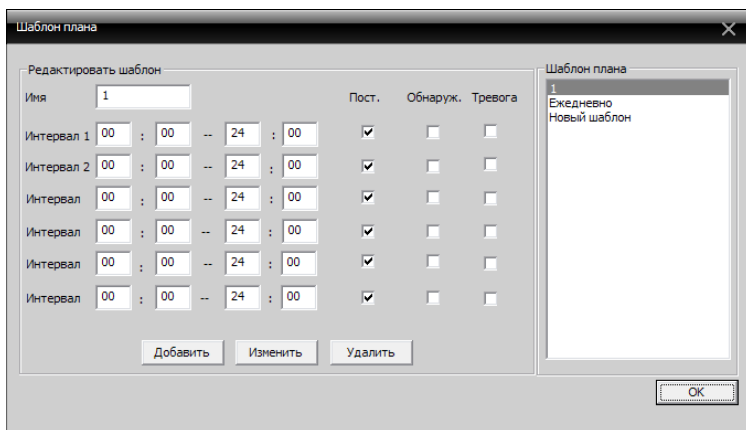 Шаблон плана
Редактировать шаблон
Имя 1 Пост. Обнаруж. Тревога
Интервал 1 00 : 00 -- 24 : 00
Интервал 2 00 : 00 -- 24 : 00
Интервал 00 : 00 -- 24 : 00
Интервал 00 : 00 -- 24 : 00
Интервал 00 : 00 -- 24 : 00
Интервал 00 : 00 -- 24 : 00
Добавить Изменить Удалить
Шаблон плана
1
Ежедневно
Новый шаблон
OK